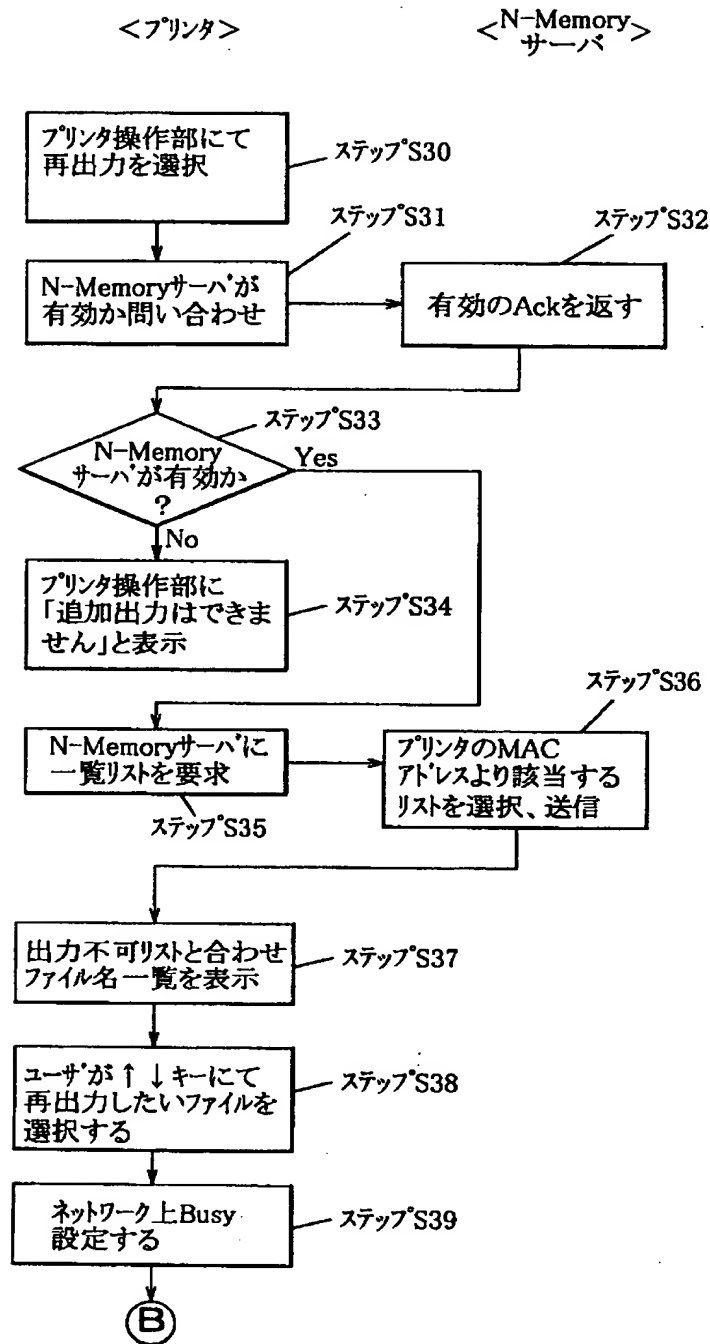 <プリンタ>
<N-Memory
サーバ>
プリンタ操作部にて
再出力を選択
ステップS30
ステップS31
ステップS32
N-Memoryサーバが
有効か問い合わせ
有効のAckを返す
ステップS33
N-Memory
サーバが有効か
?
Yes
No
プリンタ操作部に
「追加出力はできま
せん」と表示
ステップS34
ステップS36
N-Memoryサーバに
一覧リストを要求
ステップS35
プリンタのMAC
アドレスより該当する
リストを選択、送信
出力不可リストと合わせ
ファイル名一覧を表示
ステップS37
ユーザが↑↓キーにて
再出力したいファイルを
選択する
ステップS38
ネットワーク上Busy
設定する
ステップS39
B